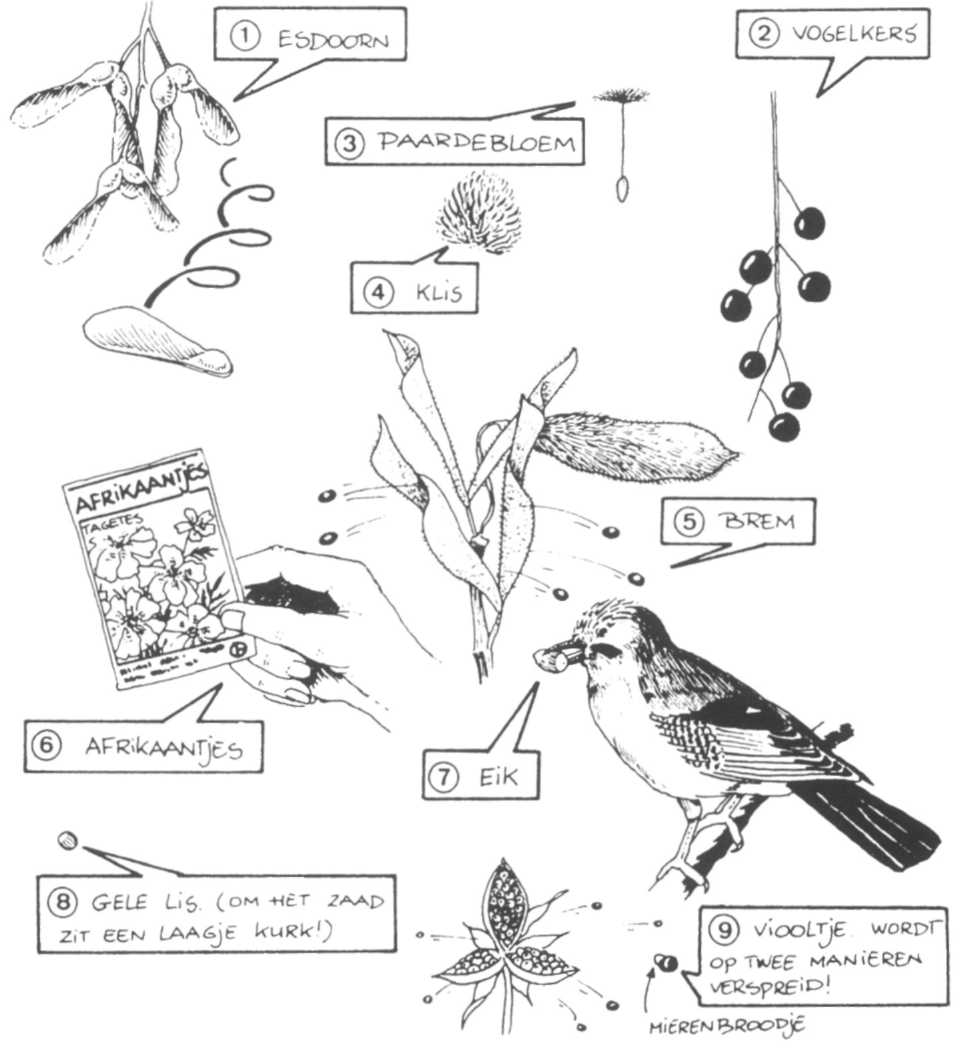 1 ESDOORN
2 VOGELKERS
3 PAARDEBLOEM
4 KLIS
5 BREM
AFRIKAANTJES
TAGETES
6 AFRIKAANTJES
7 EIK
8 GELE LIS. (OM HET ZAAD
ZIT EEN LAAGJE KURK!)
9 VIOOLTJE. WORDT
OP TWEE MANIEREN
VERSPREID!
MIERENBROODJE